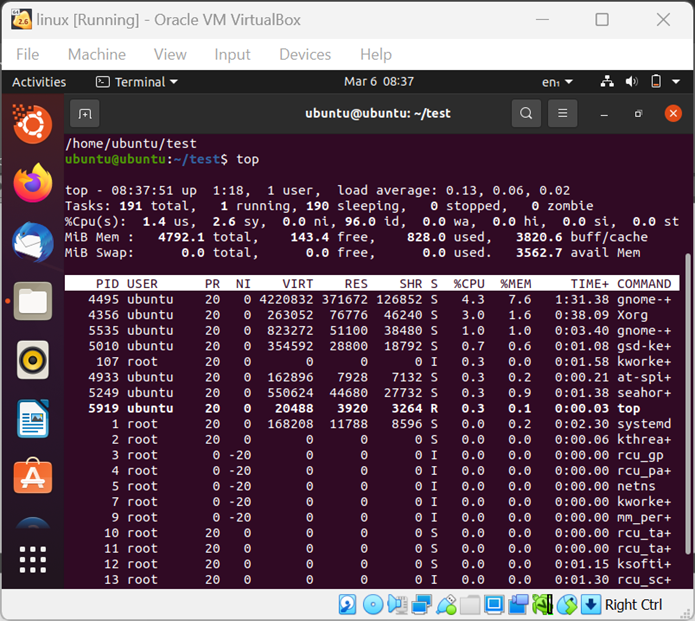 linux [Running] - Oracle VM VirtualBox
File Machine View Input Devices Help
Activities Terminal Mar 6 08:37 en₁
ubuntu@ubuntu: ~/test
/home/ubuntu/test
ubuntu@ubuntu:~/test$ top
top - 08:37:51 up 1:18, 1 user, load average: 0.13, 0.06, 0.02
Tasks: 191 total, 1 running, 190 sleeping, 0 stopped, 0 zombie
%Cpu(s): 1.4 us, 2.6 sy, 0.0 ni, 96.0 id, 0.0 wa, 0.0 hi, 0.0 si, 0.0 st
MiB Mem : 4792.1 total, 143.4 free, 828.0 used, 3820.6 buff/cache
MiB Swap: 0.0 total, 0.0 free, 0.0 used. 3562.7 avail Mem
PID USER PR NI VIRT RES SHR S %CPU %MEM TIME+ COMMAND
4495 ubuntu 20 0 4220832 371672 126852 S 4.3 7.6 1:31.38 gnome-+
4356 ubuntu 20 0 263052 76776 46240 S 3.0 1.6 0:38.09 Xorg
5535 ubuntu 20 0 823272 51100 38480 S 1.0 1.0 0:03.40 gnome-+
5010 ubuntu 20 0 354592 28800 18792 S 0.7 0.6 0:01.08 gsd-ke+
107 root 20 0 0 0 0 I 0.3 0.0 0:01.58 kworke+
4933 ubuntu 20 0 162896 7928 7132 S 0.3 0.2 0:00.21 at-spi+
5249 ubuntu 20 0 550624 44680 27732 S 0.3 0.9 0:01.38 seahor+
5919 ubuntu 20 0 20488 3920 3264 R 0.3 0.1 0:00.03 top
1 root 20 0 168208 11788 8596 S 0.0 0.2 0:02.30 systemd
2 root 20 0 0 0 0 S 0.0 0.0 0:00.06 kthrea+
3 root 0 -20 0 0 0 I 0.0 0.0 0:00.00 rcu_gp
4 root 0 -20 0 0 0 I 0.0 0.0 0:00.00 rcu_pa+
5 root 0 -20 0 0 0 I 0.0 0.0 0:00.00 netns
7 root 0 -20 0 0 0 I 0.0 0.0 0:00.00 kworke+
9 root 0 -20 0 0 0 I 0.0 0.0 0:00.00 mm_per+
10 root 20 0 0 0 0 S 0.0 0.0 0:00.00 rcu_ta+
11 root 20 0 0 0 0 S 0.0 0.0 0:00.00 rcu_ta+
12 root 20 0 0 0 0 S 0.0 0.0 0:01.15 ksofti+
13 root 20 0 0 0 0 I 0.0 0.0 0:01.30 rcu_sc+
Right Ctrl